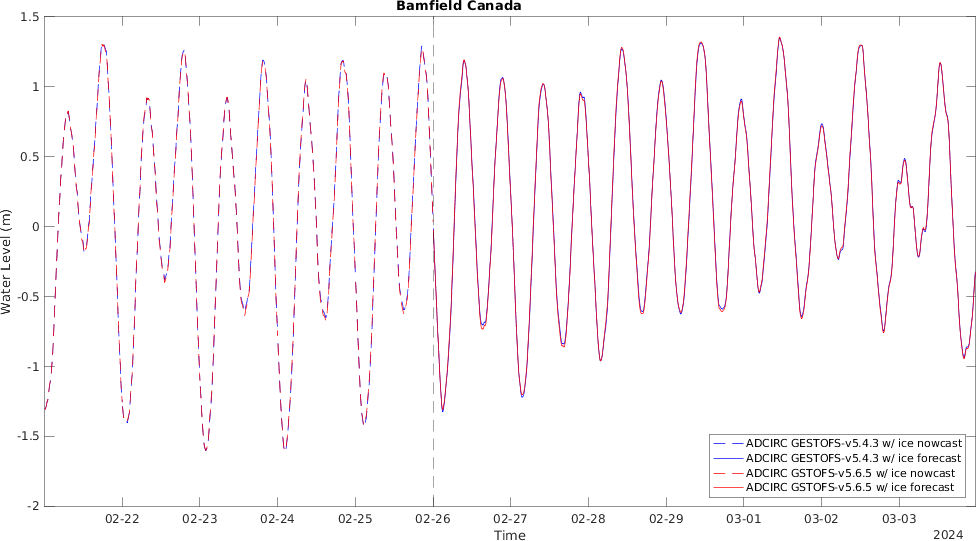 Bamfield Canada
1.5
1
0.5
0
-0.5
-1
-1.5
-2
Water Level (m)
02-22 02-23 02-24 02-25 02-26 02-27 02-28 02-29 03-01 03-02 03-03
Time
2024
ADCIRC GESTOFS-v5.4.3 w/ ice nowcast
ADCIRC GESTOFS-v5.4.3 w/ ice forecast
ADCIRC GSTOFS-v5.6.5 w/ ice nowcast
ADCIRC GSTOFS-v5.6.5 w/ ice forecast